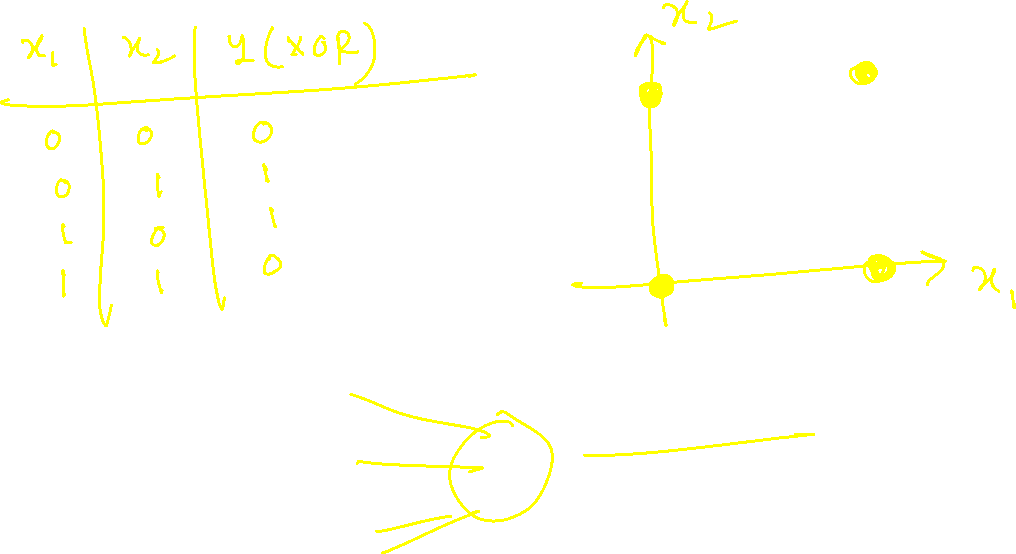 x₁ x₂ y (XOR)
0 0 0
0 1 1
1 0 1
1 1 0
x₂
x₁